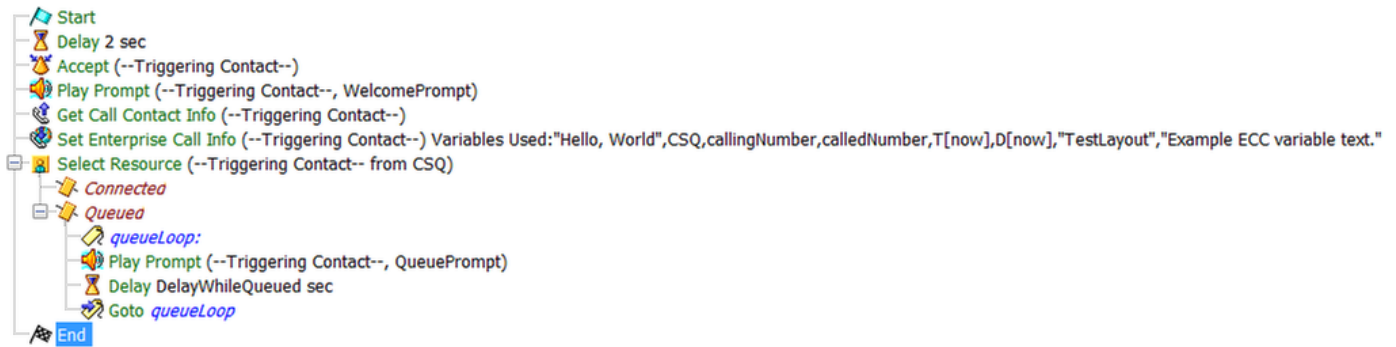 Start
Delay 2 sec
Accept (--Triggering Contact--)
Play Prompt (--Triggering Contact--, WelcomePrompt)
Get Call Contact Info (--Triggering Contact--)
Set Enterprise Call Info (--Triggering Contact--) Variables Used:"Hello, World",CSQ,callingNumber,calledNumber,T[now],D[now],"TestLayout","Example ECC variable text."
Select Resource (--Triggering Contact-- from CSQ)
Connected
Queued
queueLoop:
Play Prompt (--Triggering Contact--, QueuePrompt)
Delay DelayWhileQueued sec
Goto queueLoop
End